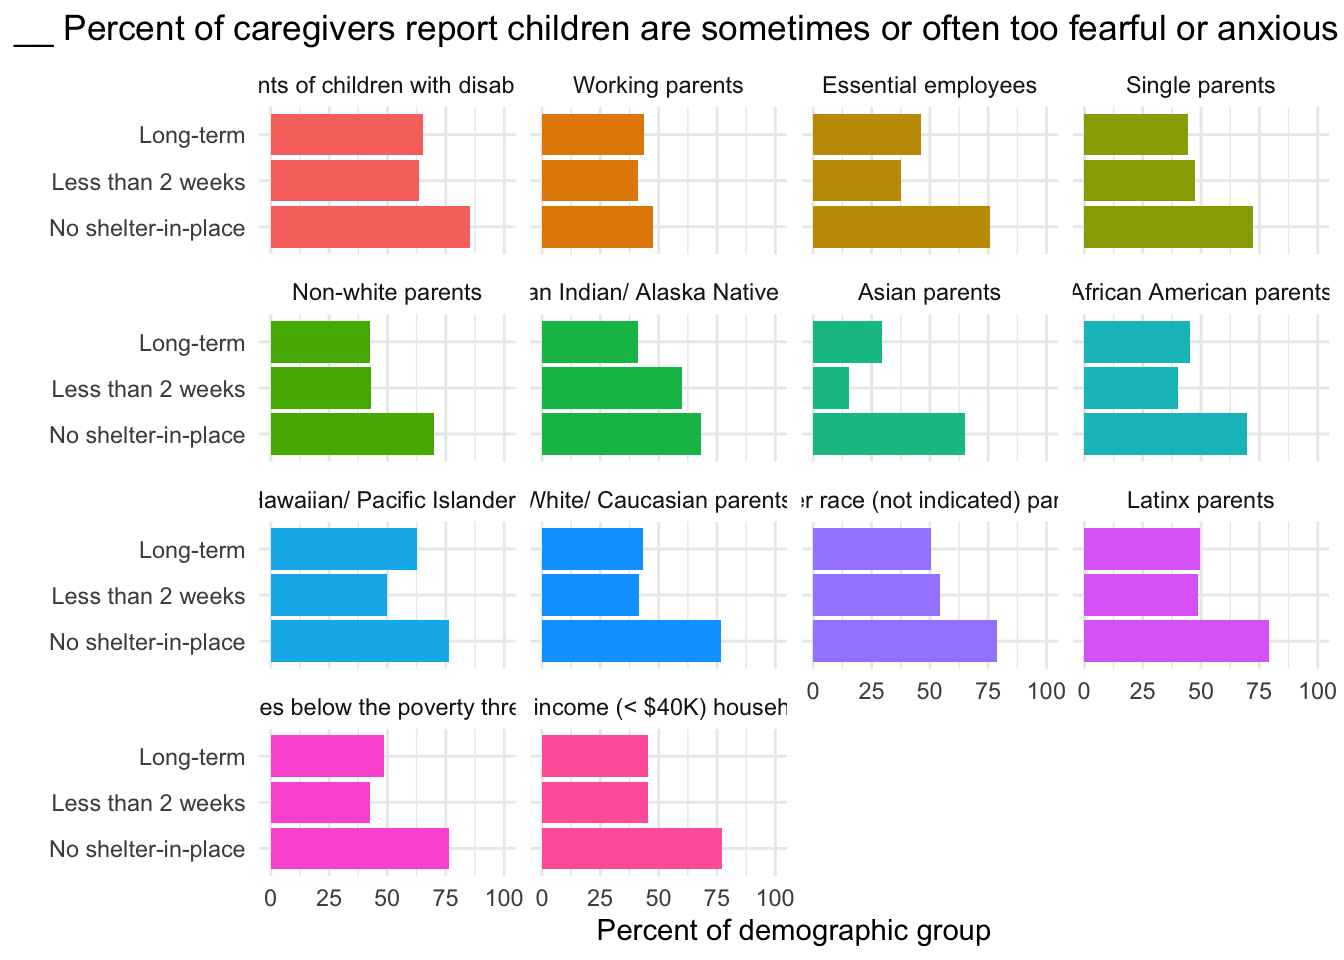 __ Percent of caregivers report children are sometimes or often too fearful or anxious
nts of children with disab Working parents Essential employees Single parents
Long-term
Less than 2 weeks
No shelter-in-place
Non-white parents an Indian/ Alaska Native Asian parents African American parents
Long-term
Less than 2 weeks
No shelter-in-place
Hawaiian/ Pacific Islander White/ Caucasian parents er race (not indicated) par Latinx parents
Long-term
Less than 2 weeks
No shelter-in-place
0 25 50 75 100 0 25 50 75 100
es below the poverty thre income (< $40K) househ
Long-term
Less than 2 weeks
No shelter-in-place
0 25 50 75 100 0 25 50 75 100
Percent of demographic group